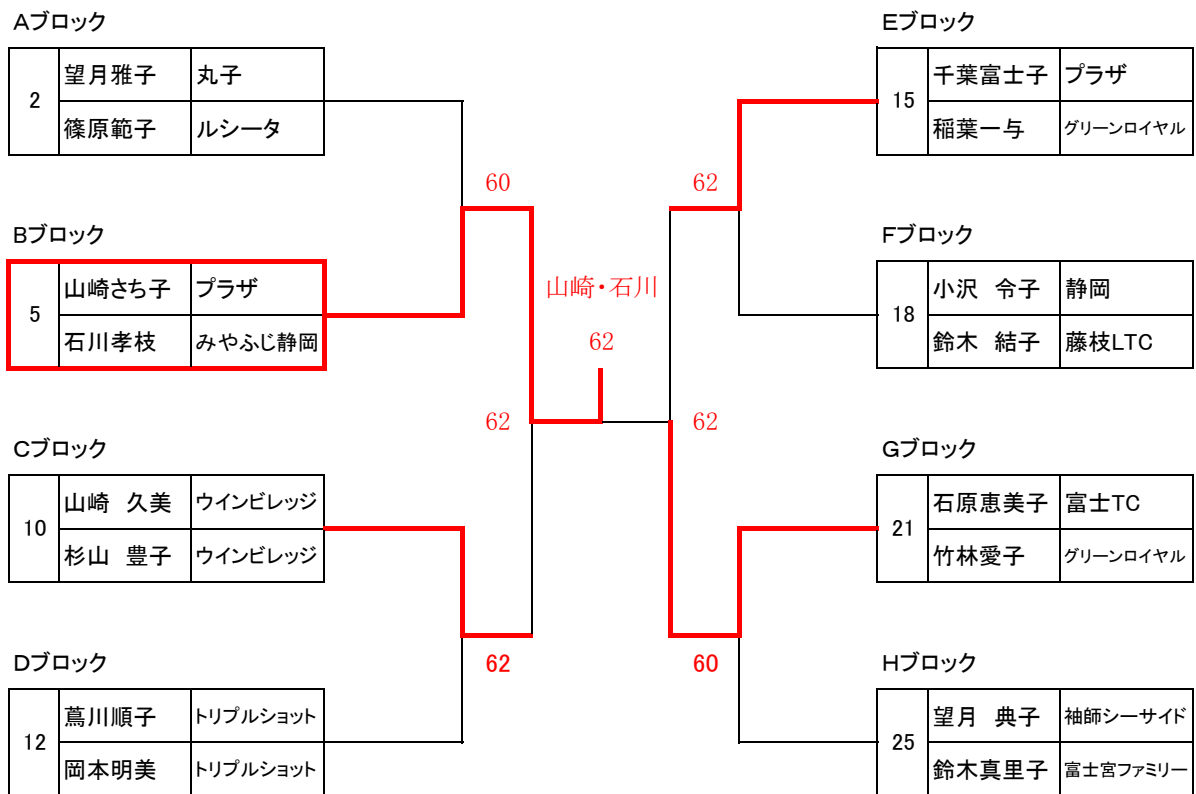 Aブロック
2 望月雅子 丸子
篠原範子 ルシータ
Bブロック
5 山崎さち子 プラザ
石川孝枝 みやふじ静岡
Cブロック
10 山崎 久美 ウインビレッジ
杉山 豊子 ウインビレッジ
Dブロック
12 蔦川順子 トリプルショット
岡本明美 トリプルショット
60
62
62
山崎・石川
62
62
62
60
Eブロック
15 千葉富士子 プラザ
稲葉一与 グリーンロイヤル
Fブロック
18 小沢 令子 静岡
鈴木 結子 藤枝LTC
Gブロック
21 石原恵美子 富士TC
竹林愛子 グリーンロイヤル
Hブロック
25 望月 典子 袖師シーサイド
鈴木真里子 富士宮ファミリー